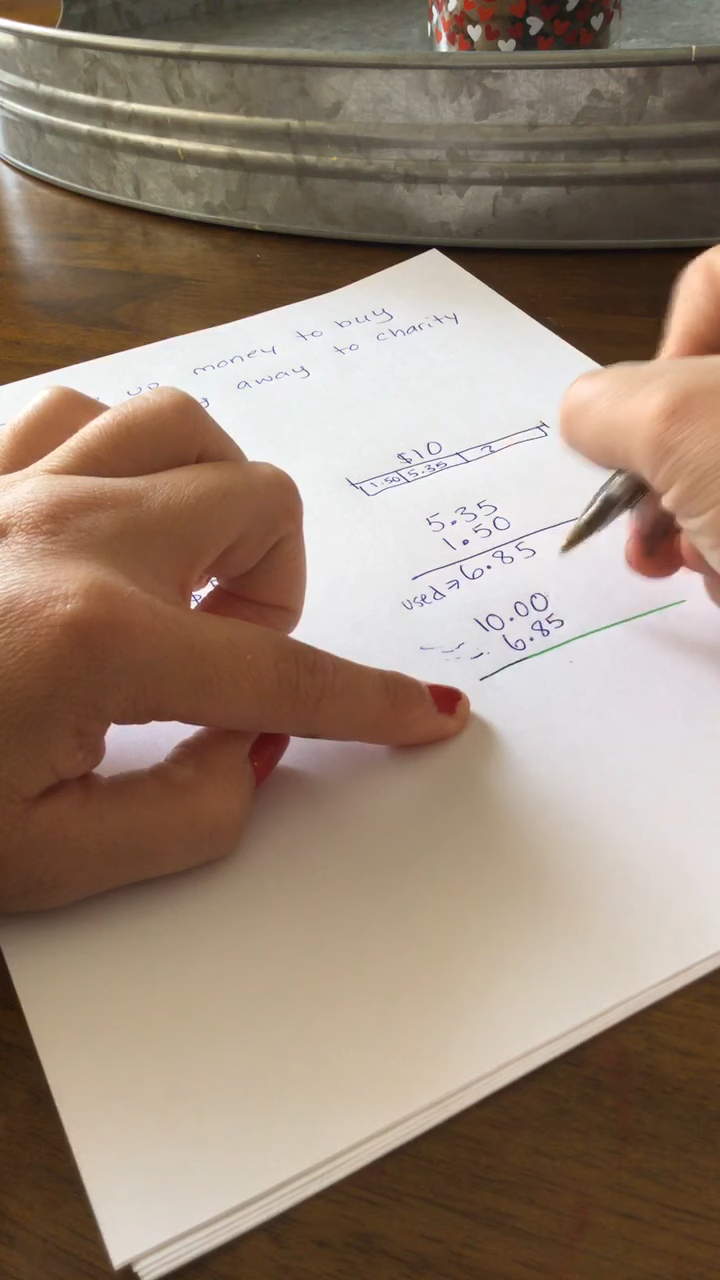 up money to buy
away to charity
$10
1.50 5.35 ?
5.35
1.50
used → 6.85
10.00
6.85